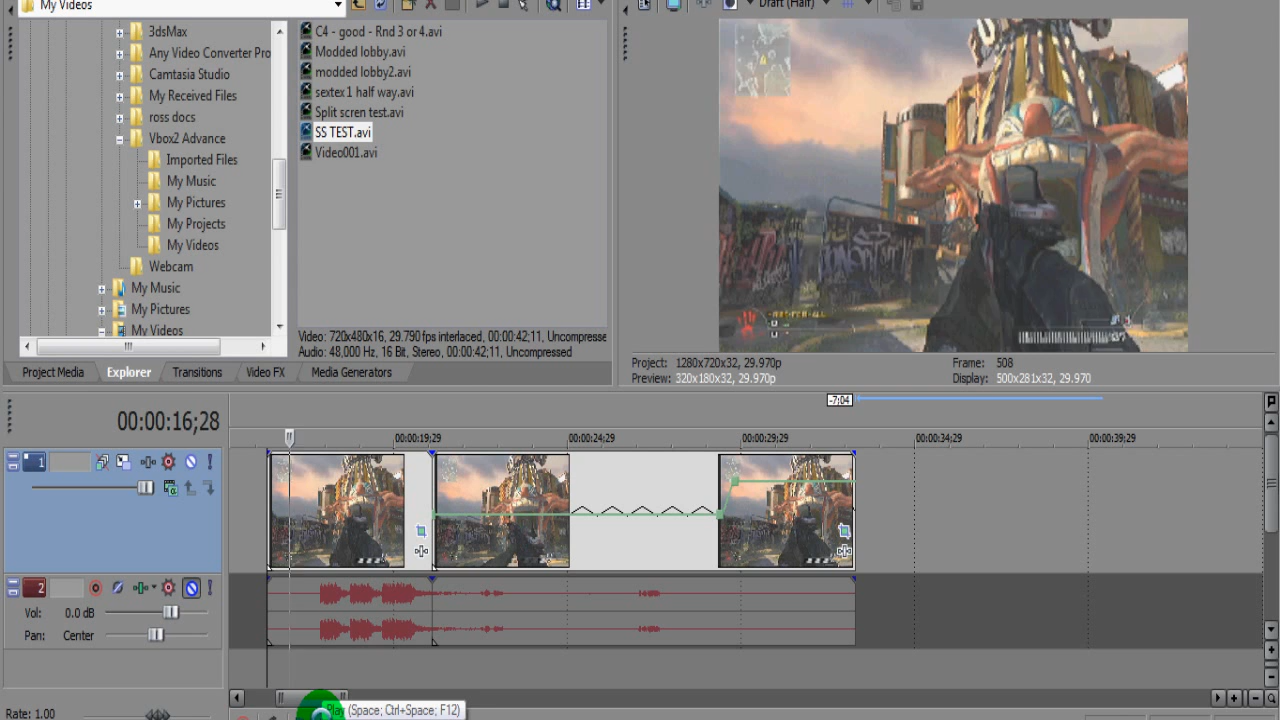 My Videos
Draft (Half)
3dsMax
Any Video Converter Pro
Camtasia Studio
My Received Files
ross docs
Vbox2 Advance
Imported Files
My Music
My Pictures
My Projects
My Videos
Webcam
My Music
My Pictures
My Videos
C4 - good - Rnd 3 or 4.avi
Modded lobby.avi
modded lobby2.avi
sextex1 half way.avi
Split scren test.avi
SS TEST.avi
Video001.avi
Video: 720x480x16, 29.790 fps interlaced, 00:00:42;11, Uncompresse
Audio: 48,000 Hz, 16 Bit, Stereo, 00:00:42;11, Uncompressed
Project Media Explorer Transitions Video FX Media Generators
Project: 1280x720x32, 29.970p Frame: 508
Preview: 320x180x32, 29.970p Display: 500x281x32, 29.970
-7;04
00:00:16;28
00:00:19;29 00:00:24;29 00:00:29;29 00:00:34;29 00:00:39;29
1
2
Vol: 0.0 dB
Pan: Center
Rate: 1.00
Play (Space; Ctrl+Space; F12)